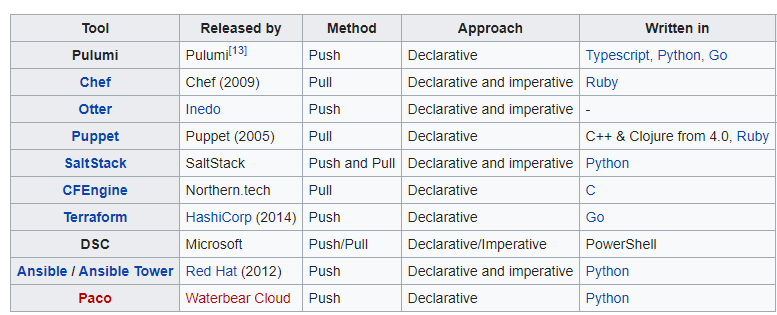 Tool Released by Method Approach Written in
Pulumi Pulumi[13] Push Declarative Typescript, Python, Go
Chef Chef (2009) Pull Declarative and imperative Ruby
Otter Inedo Push Declarative and imperative -
Puppet Puppet (2005) Pull Declarative C++ & Clojure from 4.0, Ruby
SaltStack SaltStack Push and Pull Declarative and imperative Python
CFEngine Northern.tech Pull Declarative C
Terraform HashiCorp (2014) Push Declarative Go
DSC Microsoft Push/Pull Declarative/Imperative PowerShell
Ansible / Ansible Tower Red Hat (2012) Push Declarative and imperative Python
Paco Waterbear Cloud Push Declarative Python